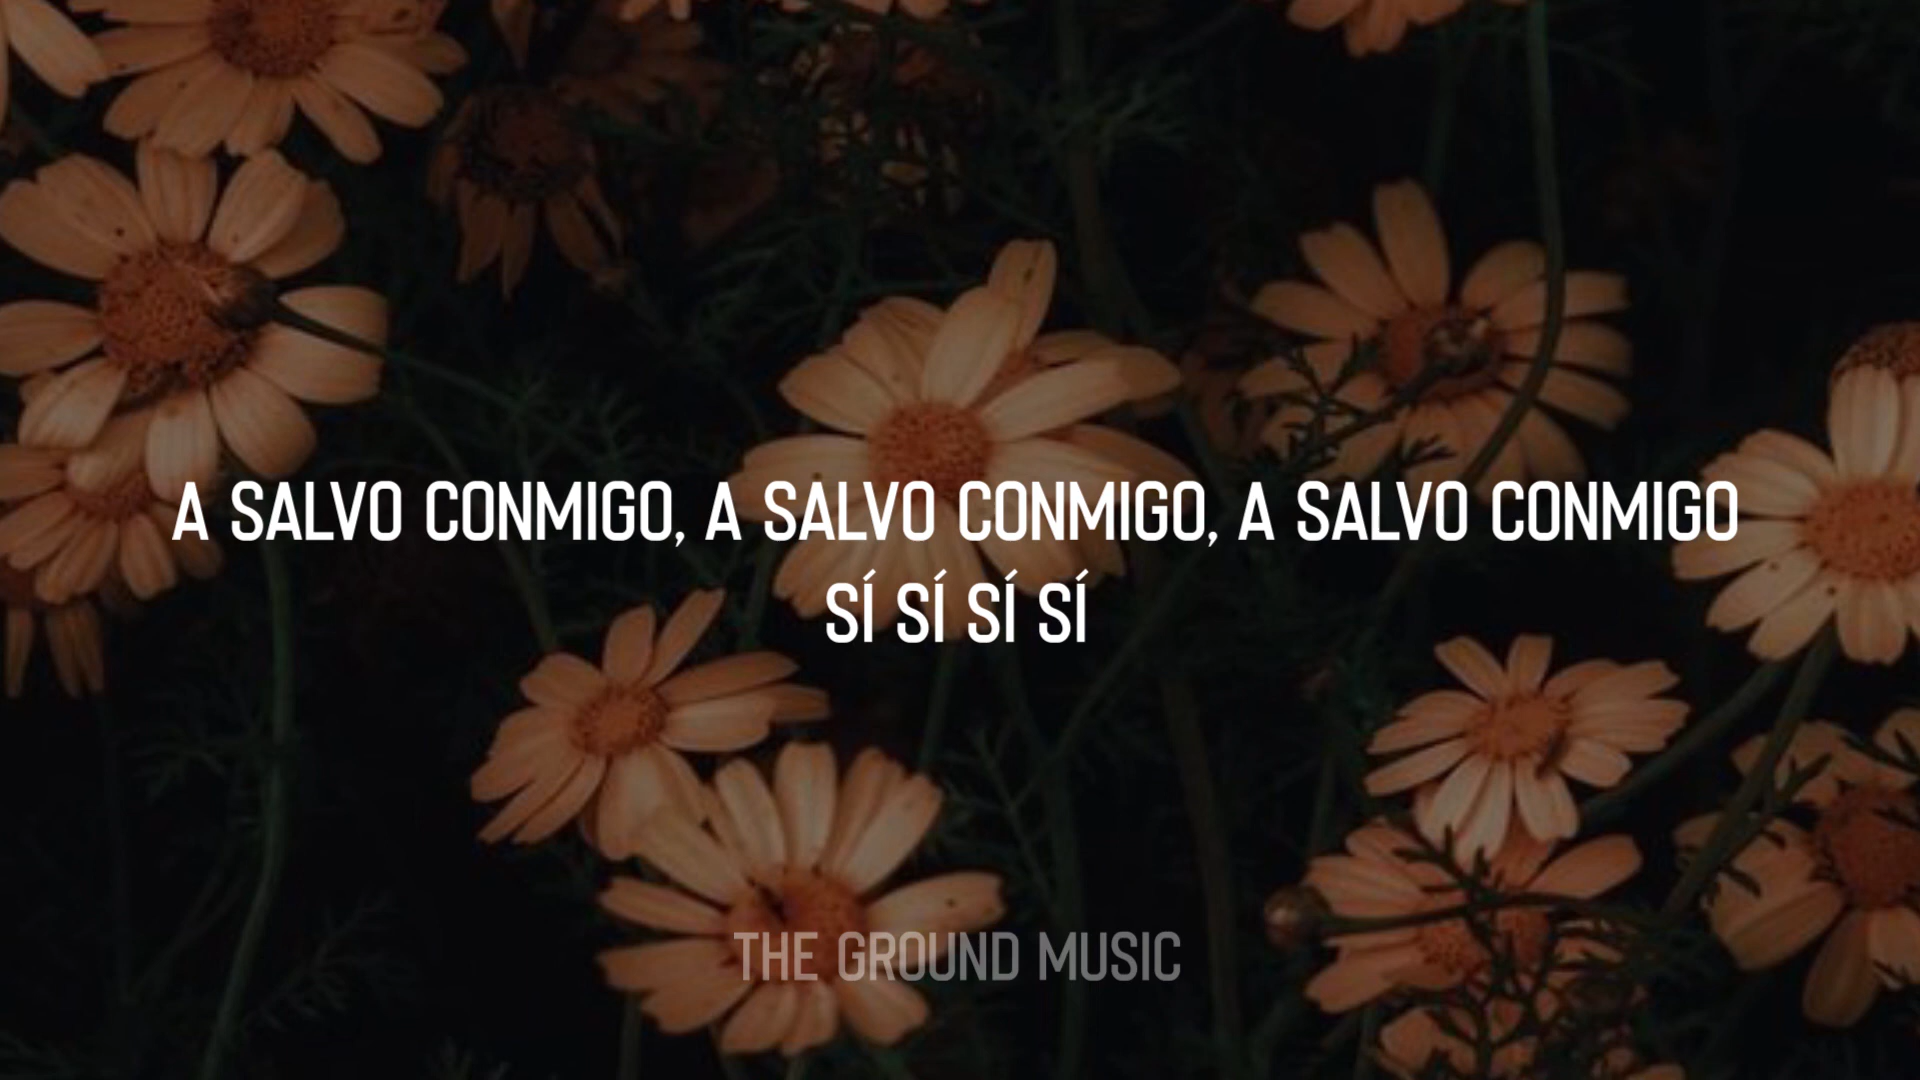 A SALVO CONMIGO, A SALVO CONMIGO, A SALVO CONMIGO
SÍ SÍ SÍ SÍ
THE GROUND MUSIC